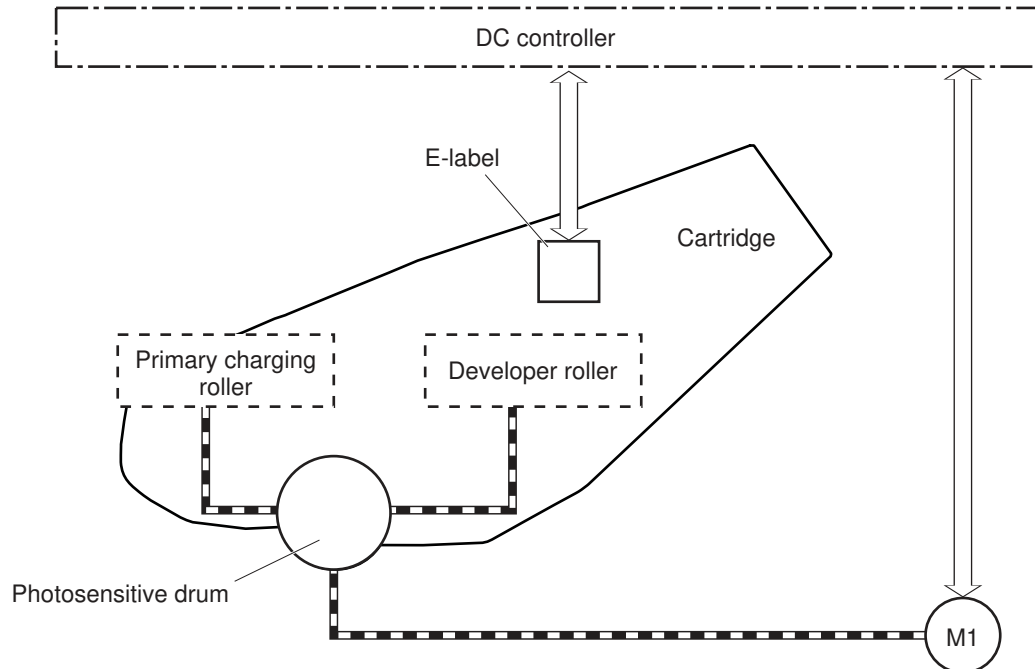 DC controller
E-label
Cartridge
Primary charging
roller
Developer roller
Photosensitive drum
M1